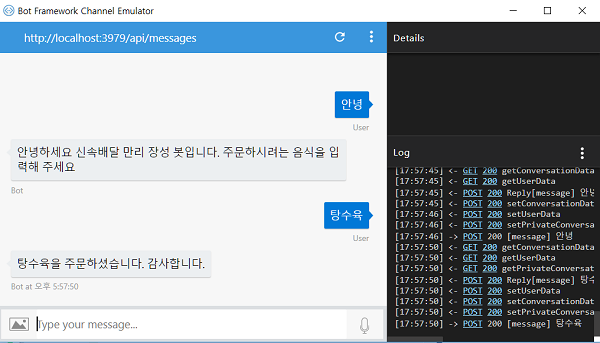 Bot Framework Channel Emulator
http://localhost:3979/api/messages
안녕
User
안녕하세요 신속배달 만리 장성 봇입니다. 주문하시려는 음식을 입
력해 주세요
Bot
탕수육
User
탕수육을 주문하셨습니다. 감사합니다.
Bot at 오후 5:57:50
Type your message...
Details
Log
[17:57:45] <- GET 200 getConversationData
[17:57:45] <- GET 200 getUserData
[17:57:45] <- POST 200 Reply[message] 안녕
[17:57:45] <- POST 200 setConversationDat
[17:57:46] <- POST 200 setUserData
[17:57:46] <- POST 200 setPrivateConversa
[17:57:46] -> POST 200 [message] 안녕
[17:57:50] <- GET 200 getConversationData
[17:57:50] <- GET 200 getUserData
[17:57:50] <- GET 200 getPrivateConversat
[17:57:50] <- POST 200 Reply[message] 탕수
[17:57:50] <- POST 200 setUserData
[17:57:50] <- POST 200 setConversationDat
[17:57:50] <- POST 200 setPrivateConversa
[17:57:50] -> POST 200 [message] 탕수육